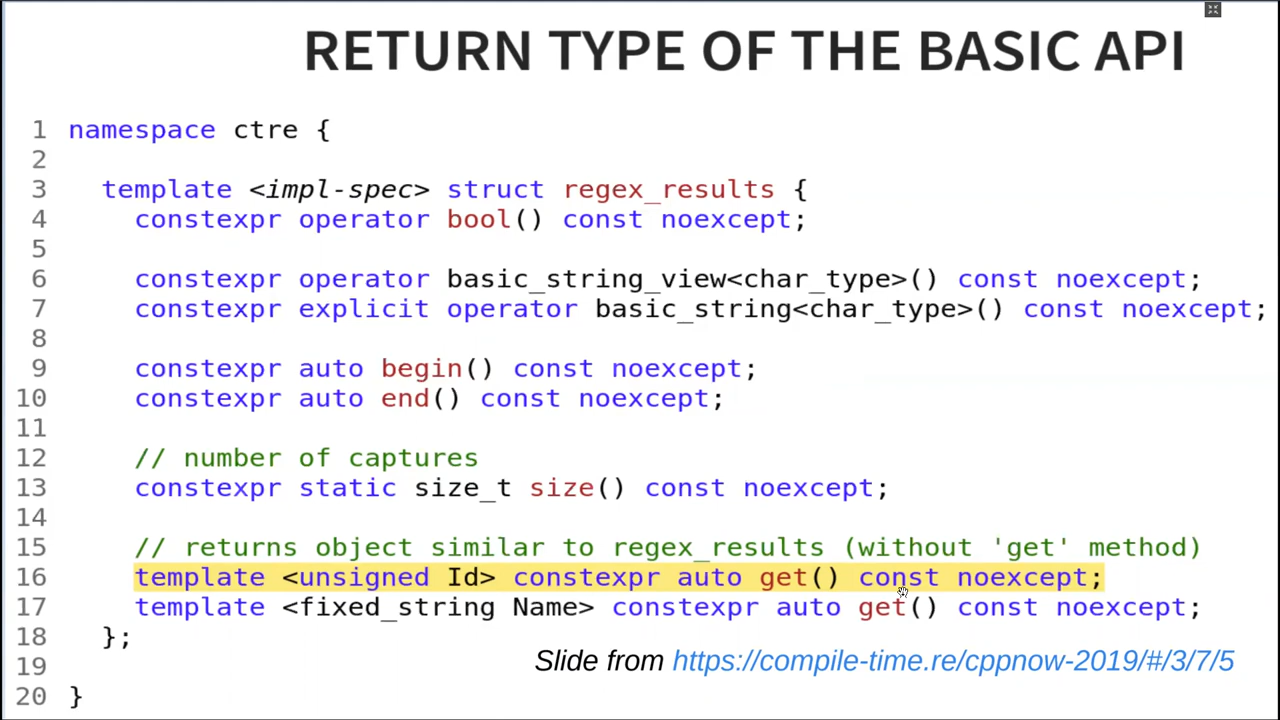 RETURN TYPE OF THE BASIC API
1 namespace ctre {
2
3 template <impl-spec> struct regex_results {
4 constexpr operator bool() const noexcept;
5
6 constexpr operator basic_string_view<char_type>() const noexcept;
7 constexpr explicit operator basic_string<char_type>() const noexcept;
8
9 constexpr auto begin() const noexcept;
10 constexpr auto end() const noexcept;
11
12 // number of captures
13 constexpr static size_t size() const noexcept;
14
15 // returns object similar to regex_results (without 'get' method)
16 template <unsigned Id> constexpr auto get() const noexcept;
17 template <fixed_string Name> constexpr auto get() const noexcept;
18 };
Slide from https://compile-time.re/cppnow-2019/#/3/7/5
19
20 }